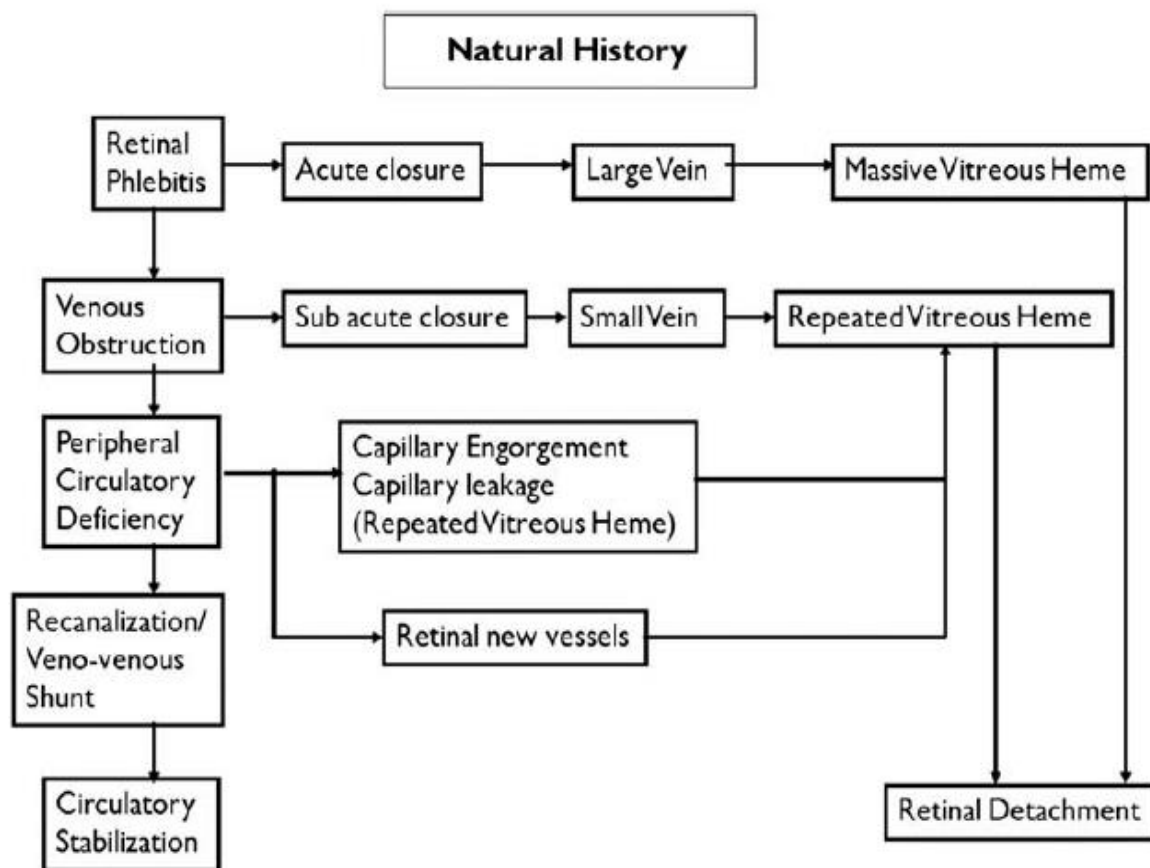 Natural History
Retinal
Phlebitis
Acute closure
Large Vein
Massive Vitreous Heme
Venous
Obstruction
Sub acute closure
Small Vein
Repeated Vitreous Heme
Peripheral
Circulatory
Deficiency
Capillary Engorgement
Capillary leakage
(Repeated Vitreous Heme)
Recanalization/
Veno-venous
Shunt
Retinal new vessels
Circulatory
Stabilization
Retinal Detachment